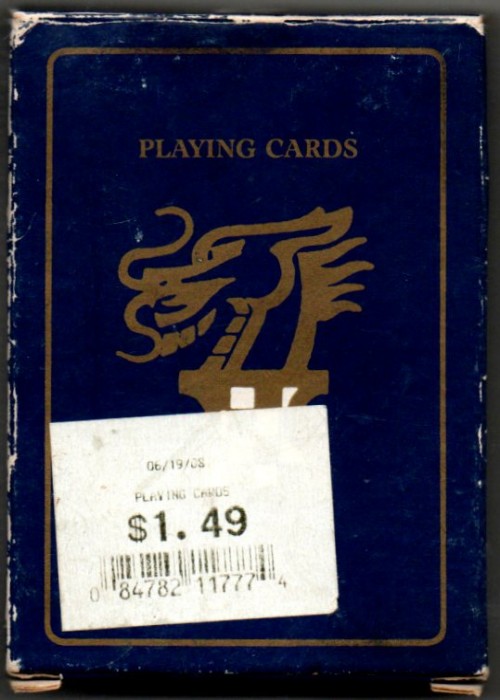 PLAYING CARDS
06/19/08
PLAYING CARDS
$1.49
0 84782 11777 4